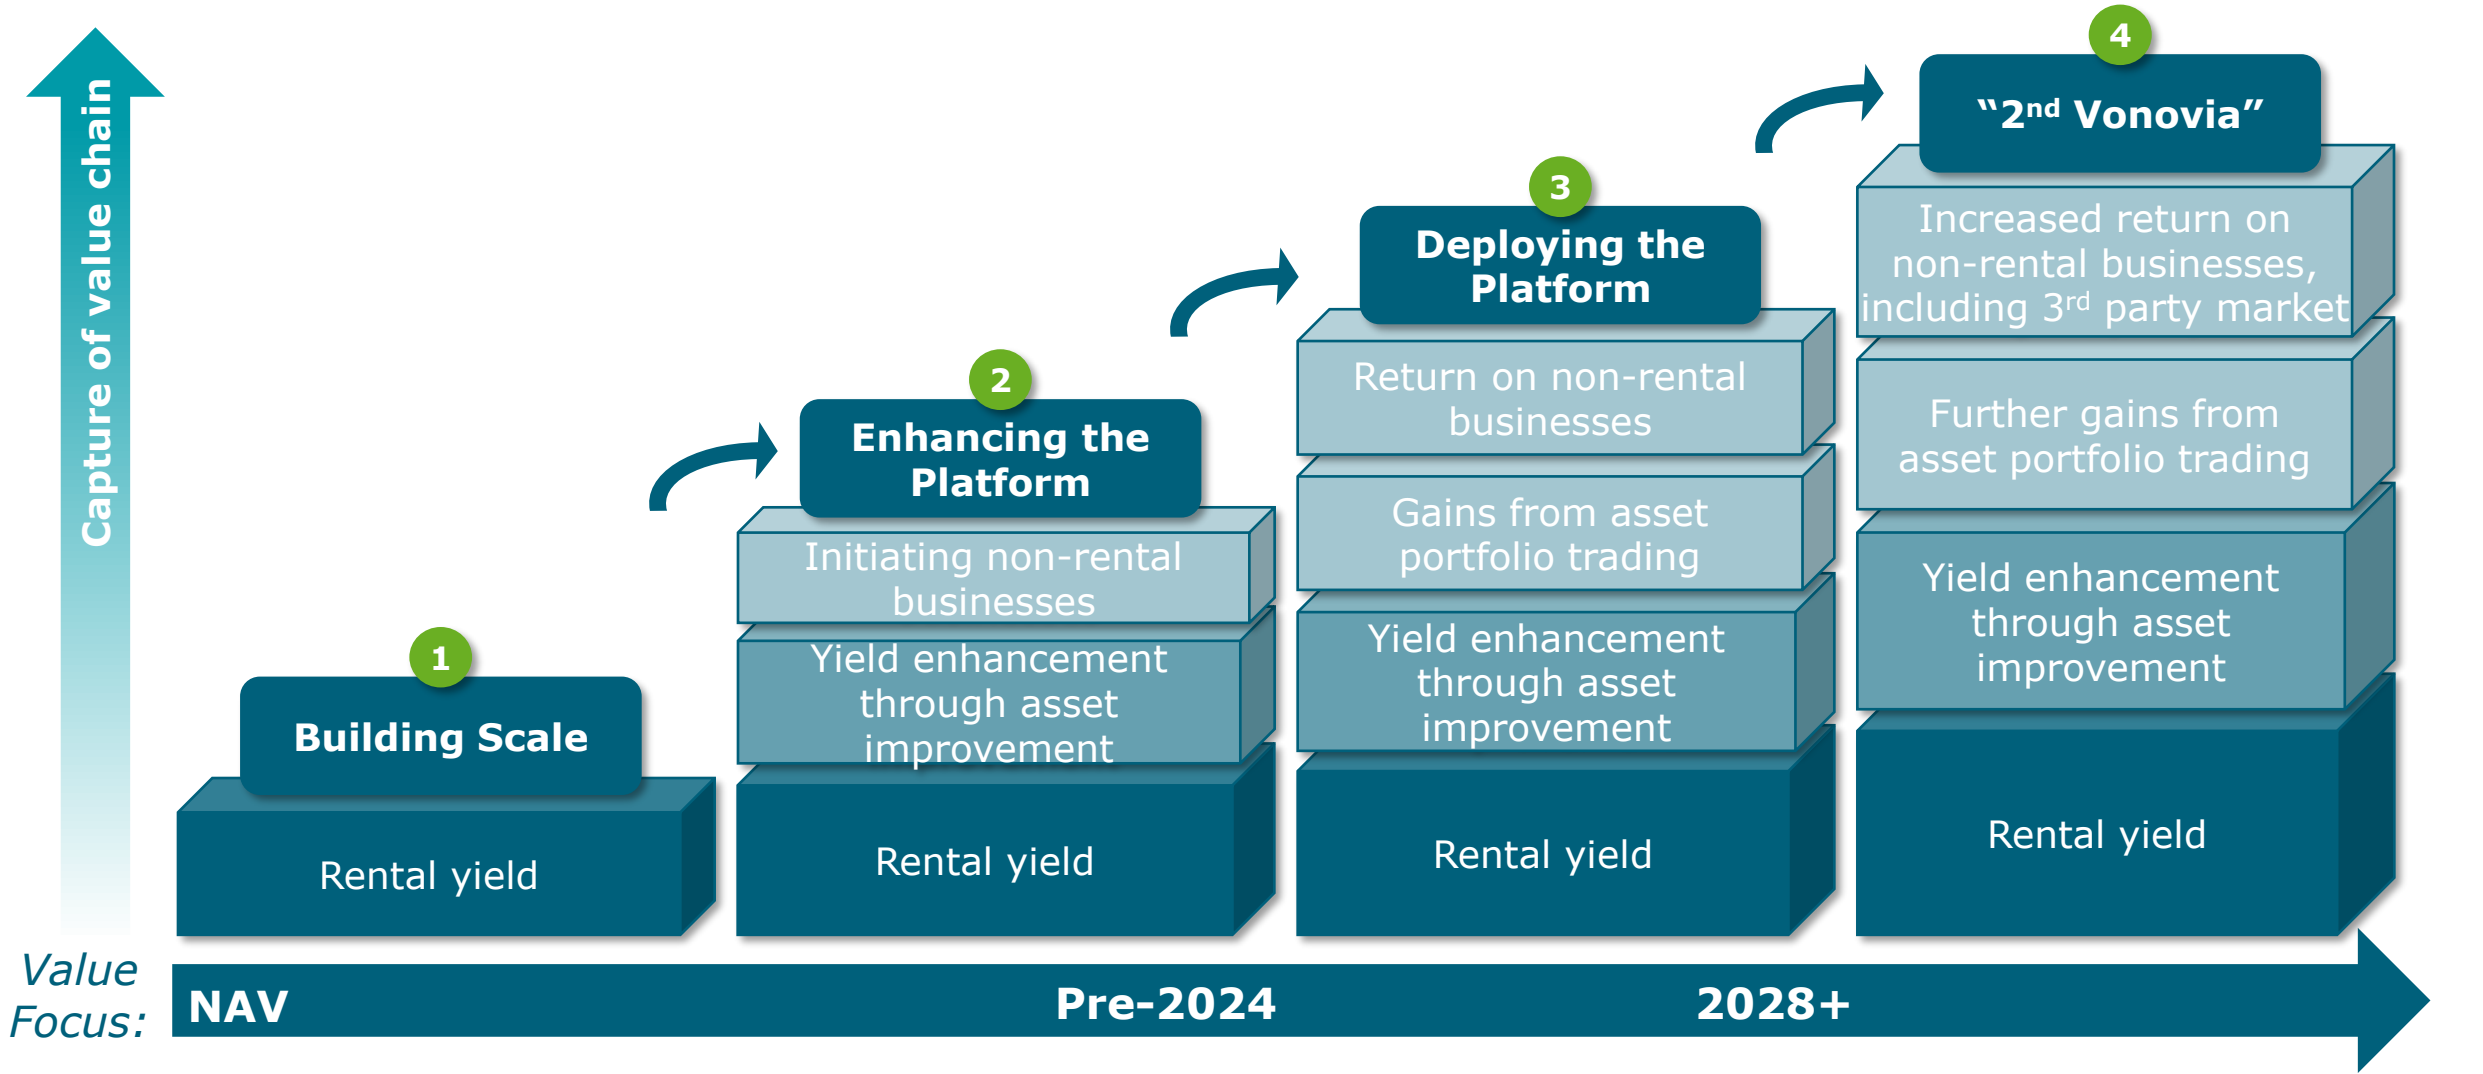 Capture of value chain
1
Building Scale
Rental yield
2
Enhancing the
Platform
Initiating non-rental
businesses
Yield enhancement
through asset
improvement
Rental yield
3
Deploying the
Platform
Return on non-rental
businesses
Gains from asset
portfolio trading
Yield enhancement
through asset
improvement
Rental yield
4
“2nd Vonovia”
Increased return on
non-rental businesses,
including 3rd party market
Further gains from
asset portfolio trading
Yield enhancement
through asset
improvement
Rental yield
Value
Focus:
NAV
Pre-2024
2028+